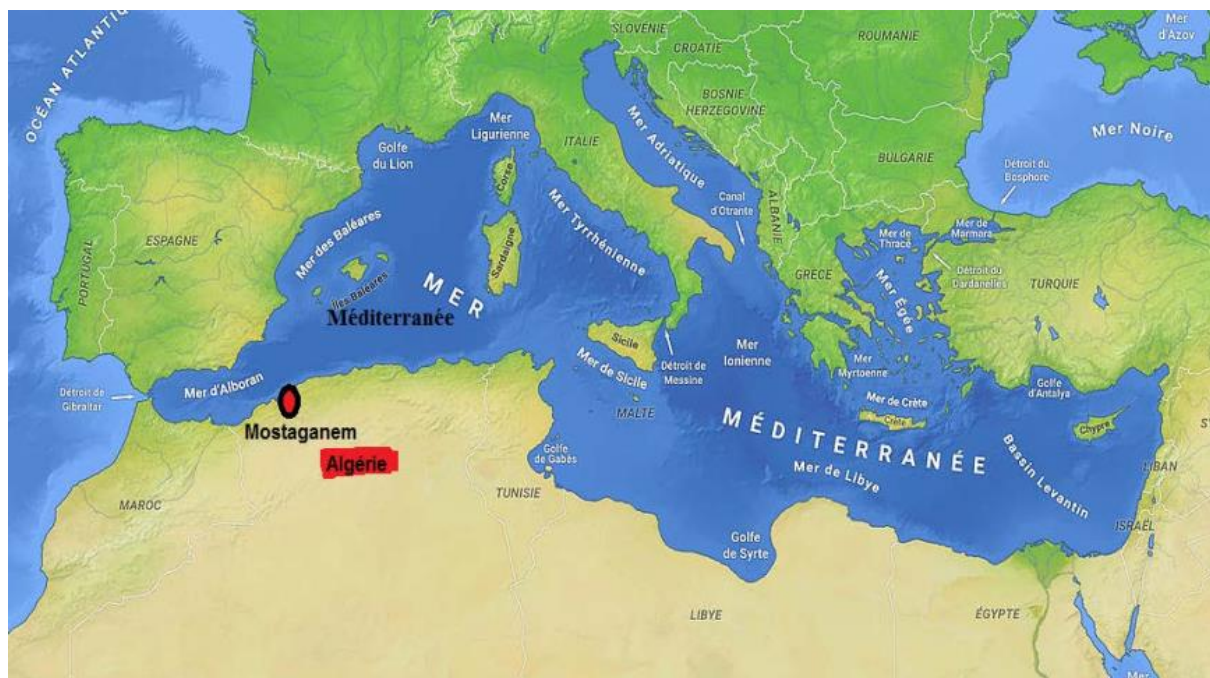 OCÉAN ATLANTIQUE
SLOVÉNIE
CROATIE
ROUMANIE
Mer
d'Azov
BOSNIE-
HERZEGOVINE
Mer
Ligurienne
ITALIE
Golfe
du Lion
Mer Adriatique
Mer Noire
BULGARIE
Détroit du
Bosphore
Corse
Canal
d'Otrante
ALBANIE
Mer Tyrrhénienne
Mer de
Marmara
Mer de
Thrace
PORTUGAL
ESPAGNE
Mer des Baléares
Sardaigne
Détroit du
Dardanelles
GRÈCE
TURQUIE
Îles Baléares
MER
Méditerranée
Mer Égée
Sicile
Mer
Ionienne
Mer de Sicile
Détroit de
Messine
Mer
Myrtoenne
Détroit de
Gibraltar
Mer d'Alboran
Golfe
d'Antalya
Mer de Crète
Crète
MALTE
Chypre
Mostaganem
MÉDITERRANÉE
Algérie
Golfe
de Gabès
Mer de Libye
Bassin Levantin
LIBAN
SY
MAROC
TUNISIE
ISRAËL
Golfe
de Syrte
LIBYE
ÉGYPTE
Mer